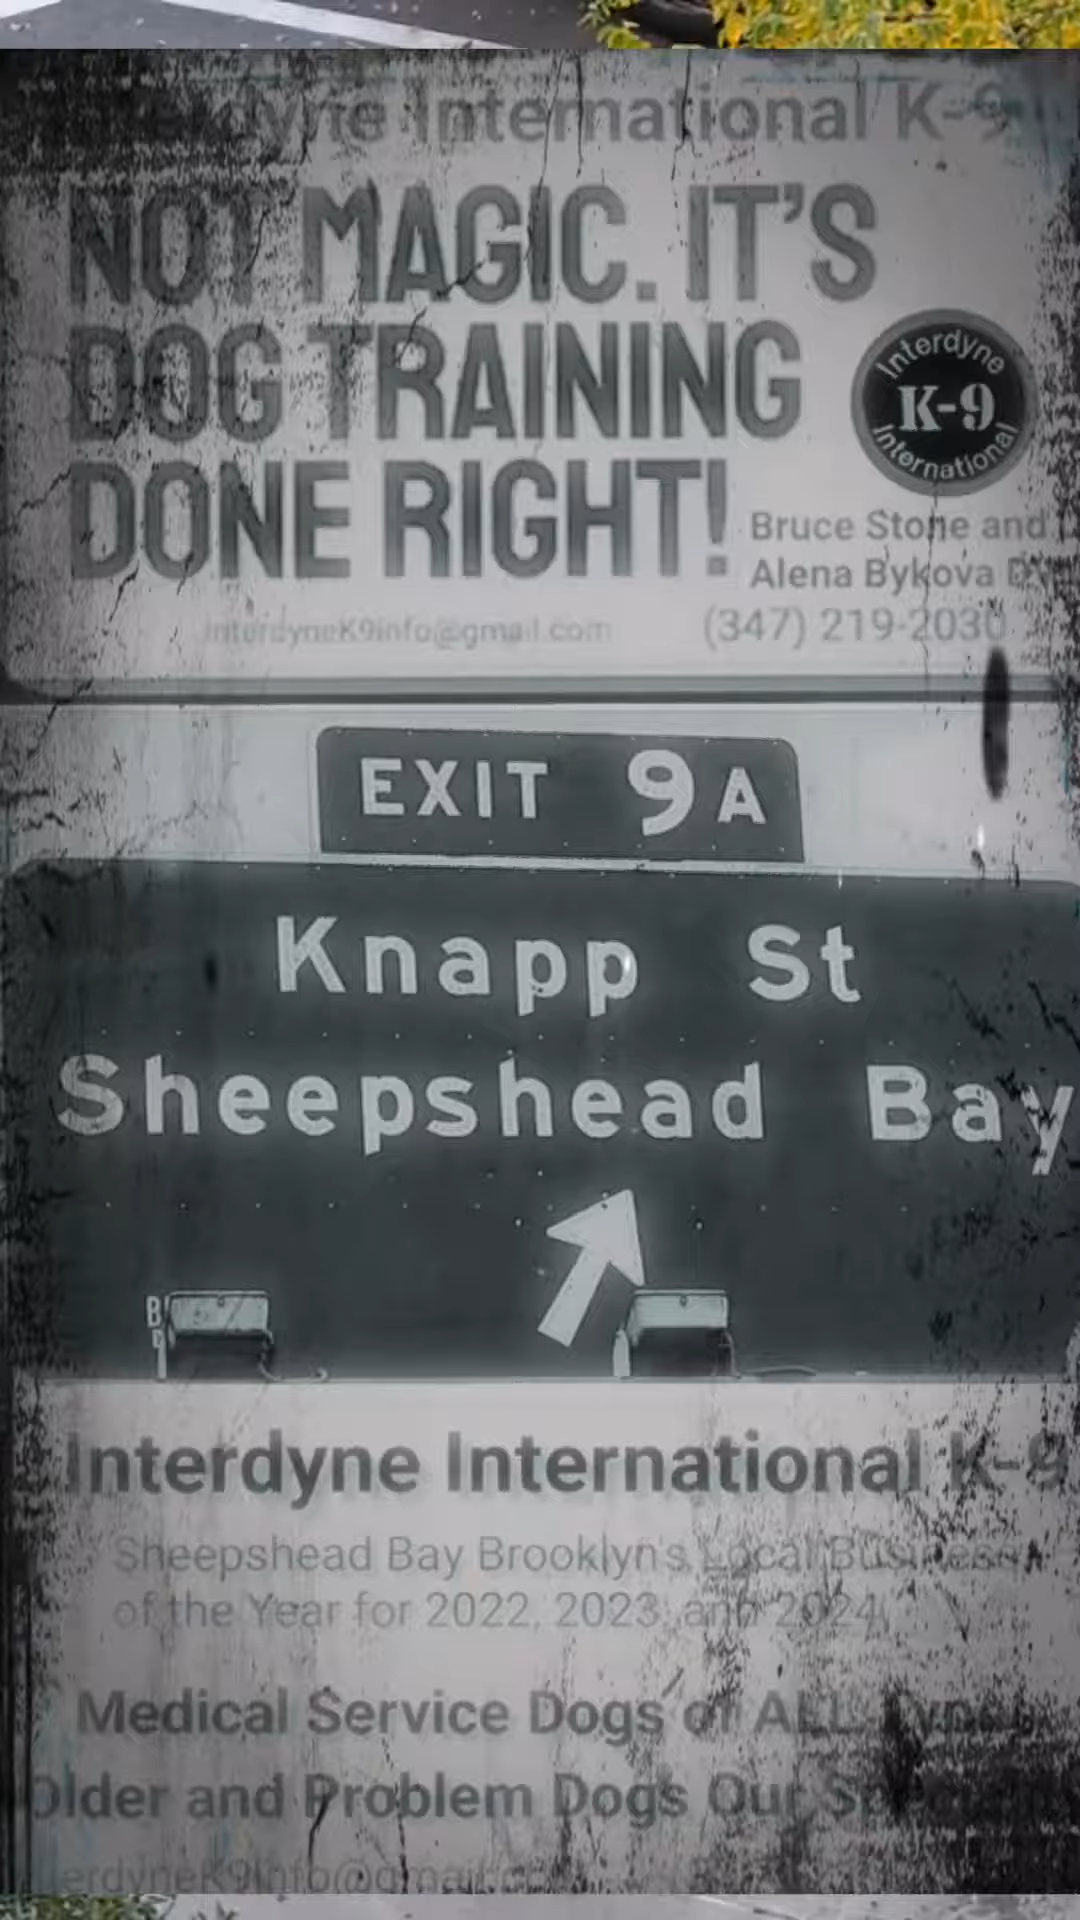 Interdyne International K-9
NOT MAGIC. IT'S
DOG TRAINING
DONE RIGHT!
Interdyne
K-9
International
Bruce Stone and
Alena Bykova
interdyneK9info@gmail.com
(347) 219-2030
EXIT 9A
Knapp St
Sheepshead Bay
Interdyne International K-9
Sheepshead Bay Brooklyn's Local Business
of the Year for 2022, 2023, and 2024
Medical Service Dogs of ALL Types
Older and Problem Dogs Our